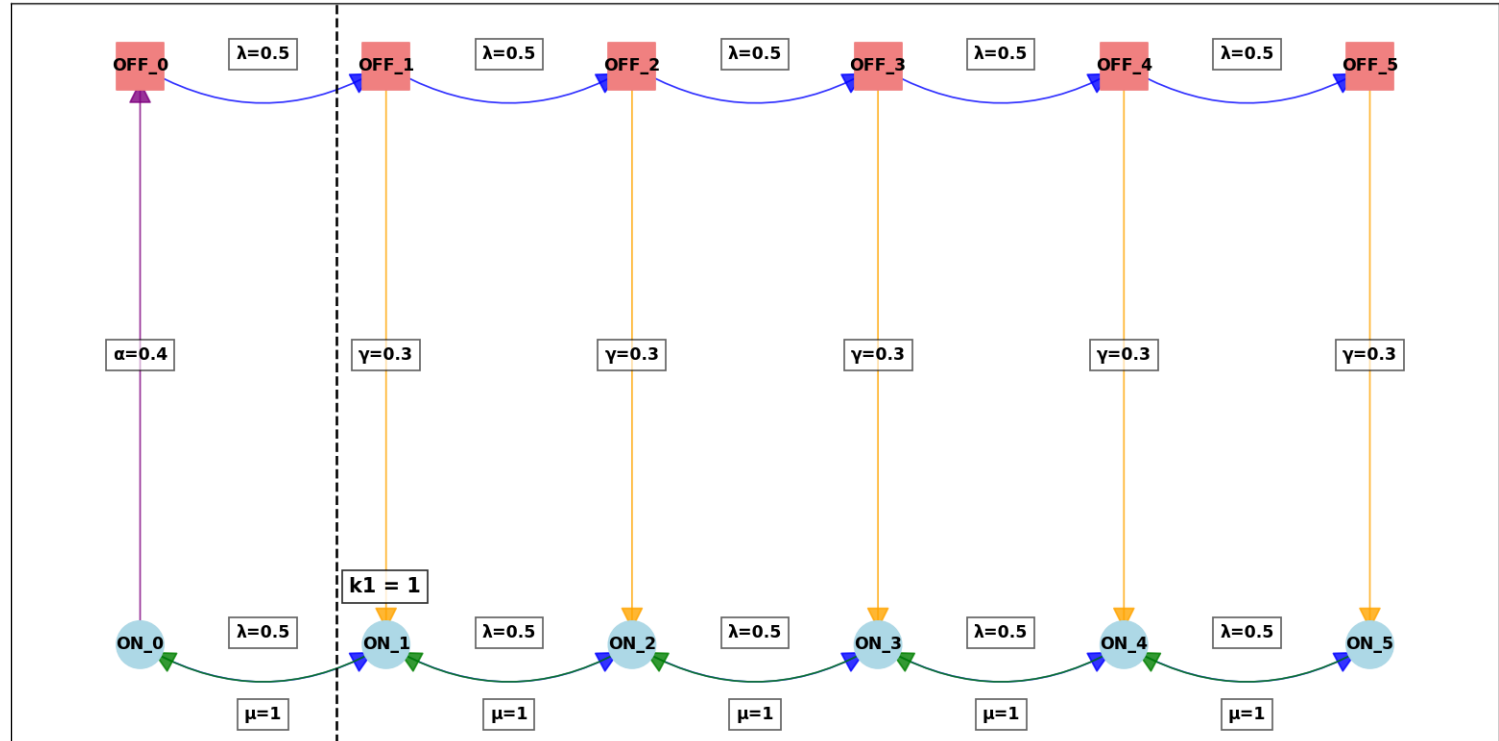 λ=0.5 λ=0.5 λ=0.5 λ=0.5 λ=0.5
OFF_0 OFF_1 OFF_2 OFF_3 OFF_4 OFF_5
α=0.4 γ=0.3 γ=0.3 γ=0.3 γ=0.3 γ=0.3
k1 = 1
λ=0.5 λ=0.5 λ=0.5 λ=0.5 λ=0.5
ON_0 ON_1 ON_2 ON_3 ON_4 ON_5
μ=1 μ=1 μ=1 μ=1 μ=1